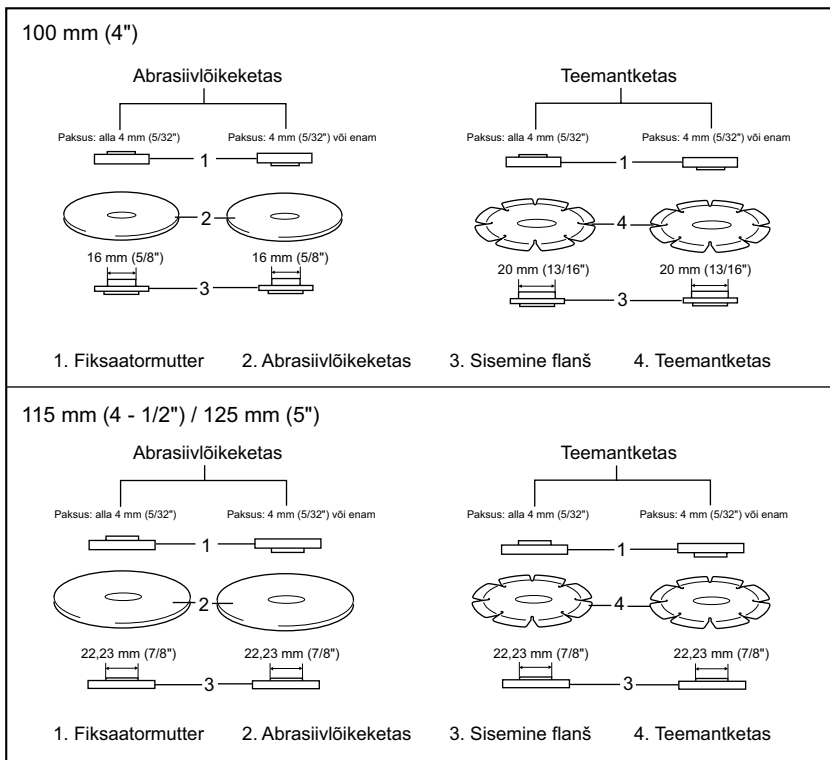 100 mm (4")
Abrasiivlõikeketas Teemantketas
Paksus: alla 4 mm (5/32") Paksus: 4 mm (5/32") või enam Paksus: alla 4 mm (5/32") Paksus: 4 mm (5/32") või enam
1 1
2 4
16 mm (5/8") 16 mm (5/8") 20 mm (13/16") 20 mm (13/16")
3 3
1. Fiksaatormutter 2. Abrasiivlõikeketas 3. Sisemine flanš 4. Teemantketas
115 mm (4 - 1/2") / 125 mm (5")
Abrasiivlõikeketas Teemantketas
Paksus: alla 4 mm (5/32") Paksus: 4 mm (5/32") või enam Paksus: alla 4 mm (5/32") Paksus: 4 mm (5/32") või enam
1 1
2 4
22,23 mm (7/8") 22,23 mm (7/8") 22,23 mm (7/8") 22,23 mm (7/8")
3 3
1. Fiksaatormutter 2. Abrasiivlõikeketas 3. Sisemine flanš 4. Teemantketas